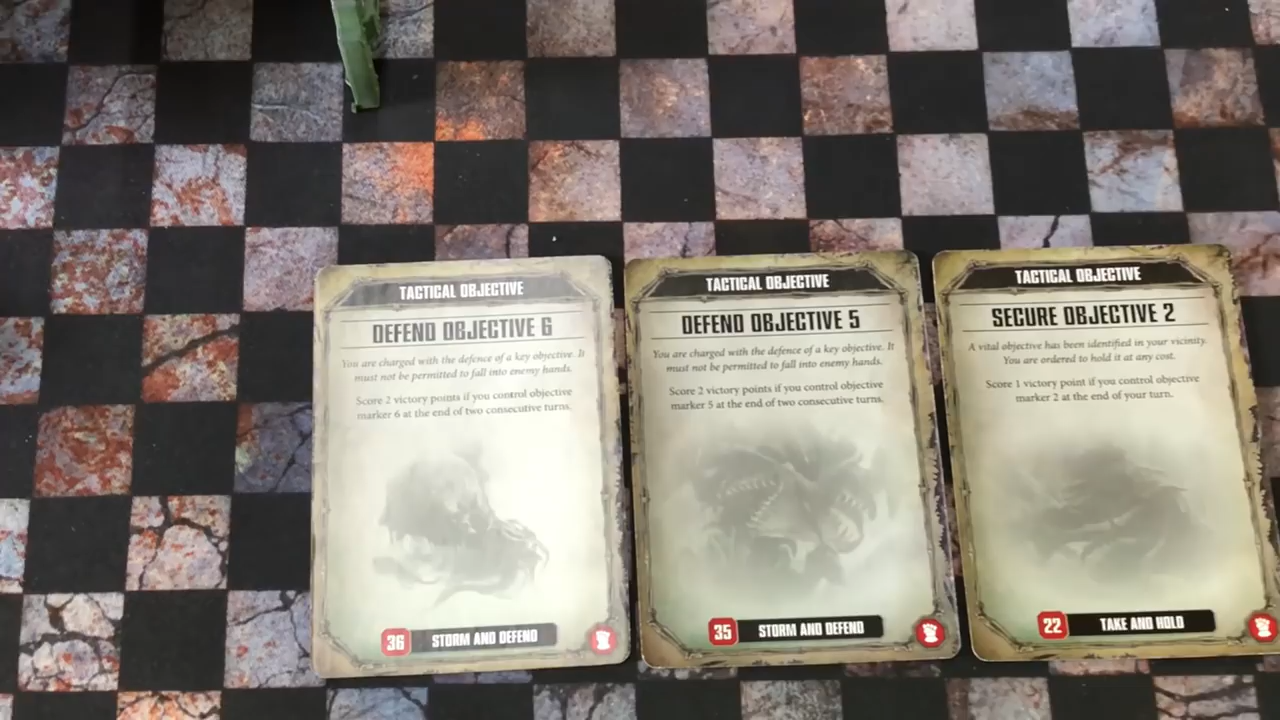 TACTICAL OBJECTIVE
DEFEND OBJECTIVE 6
You are charged with the defence of a key objective. It
must not be permitted to fall into enemy hands.
Score 2 victory points if you control objective
marker 6 at the end of two consecutive turns.
36 STORM AND DEFEND
TACTICAL OBJECTIVE
DEFEND OBJECTIVE 5
You are charged with the defence of a key objective. It
must not be permitted to fall into enemy hands.
Score 2 victory points if you control objective
marker 5 at the end of two consecutive turns.
35 STORM AND DEFEND
TACTICAL OBJECTIVE
SECURE OBJECTIVE 2
A vital objective has been identified in your vicinity.
You are ordered to hold it at any cost.
Score 1 victory point if you control objective
marker 2 at the end of your turn.
22 TAKE AND HOLD